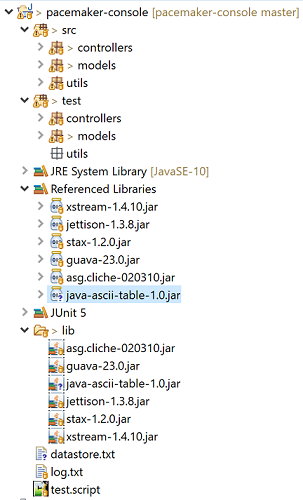 > pacemaker-console [pacemaker-console master]
> src
> controllers
> models
utils
> test
controllers
> models
utils
JRE System Library [JavaSE-10]
Referenced Libraries
xstream-1.4.10.jar
jettison-1.3.8.jar
stax-1.2.0.jar
guava-23.0.jar
asg.cliche-020310.jar
java-ascii-table-1.0.jar
JUnit 5
> lib
asg.cliche-020310.jar
guava-23.0.jar
java-ascii-table-1.0.jar
jettison-1.3.8.jar
stax-1.2.0.jar
xstream-1.4.10.jar
datastore.txt
log.txt
test.script